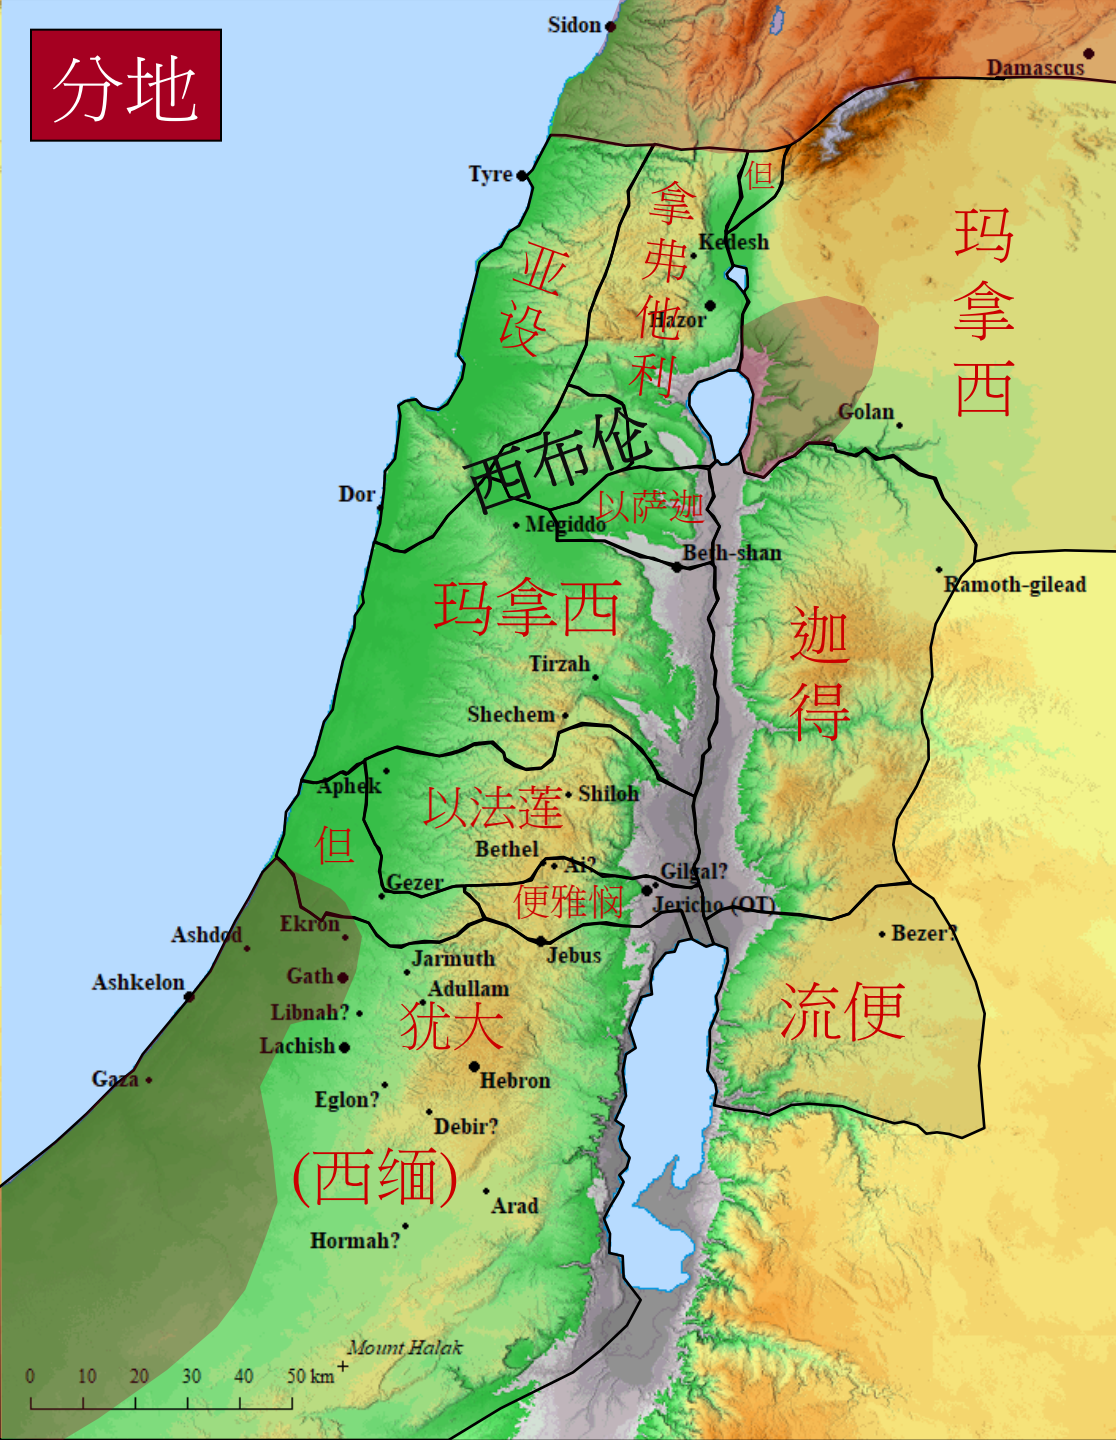 分地
Sidon
Damascus
Tyre
但
拿弗他利
Kedesh
玛拿西
亚设
Hazor
Golan
西布伦
Dor
以萨迦
Megiddo
Beth-shan
Ramoth-gilead
玛拿西
迦得
Tirzah
Shechem
Aphek
以法莲
Shiloh
但
Bethel
Ai?
Gilgal?
Gezer
便雅悯
Jericho (OT)
Ekron
Ashdod
Jebus
Bezer?
Jarmuth
Gath
Ashkelon
Adullam
Libnah?
犹大
流便
Lachish
Gaza
Hebron
Eglon?
Debir?
(西缅)
Arad
Hormah?
Mount Halak
0 10 20 30 40 50 km